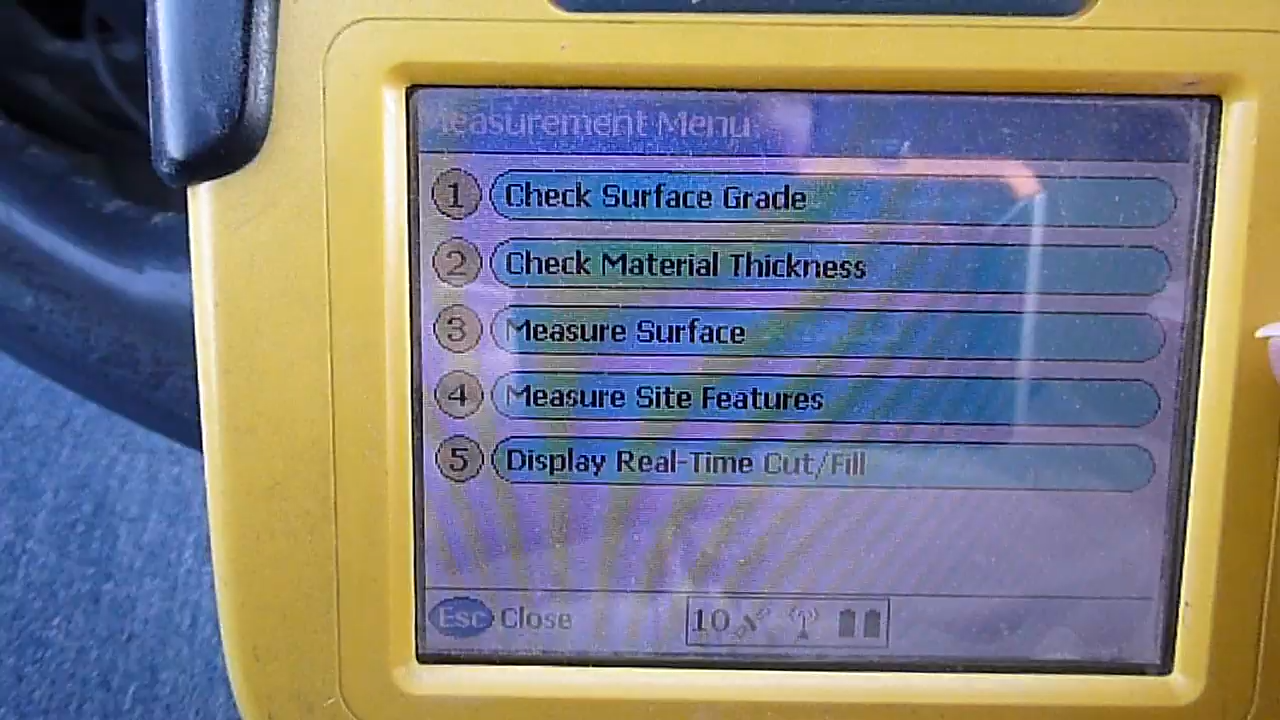 Measurement Menu
1 Check Surface Grade
2 Check Material Thickness
3 Measure Surface
4 Measure Site Features
5 Display Real-Time Cut/Fill
Esc Close 10